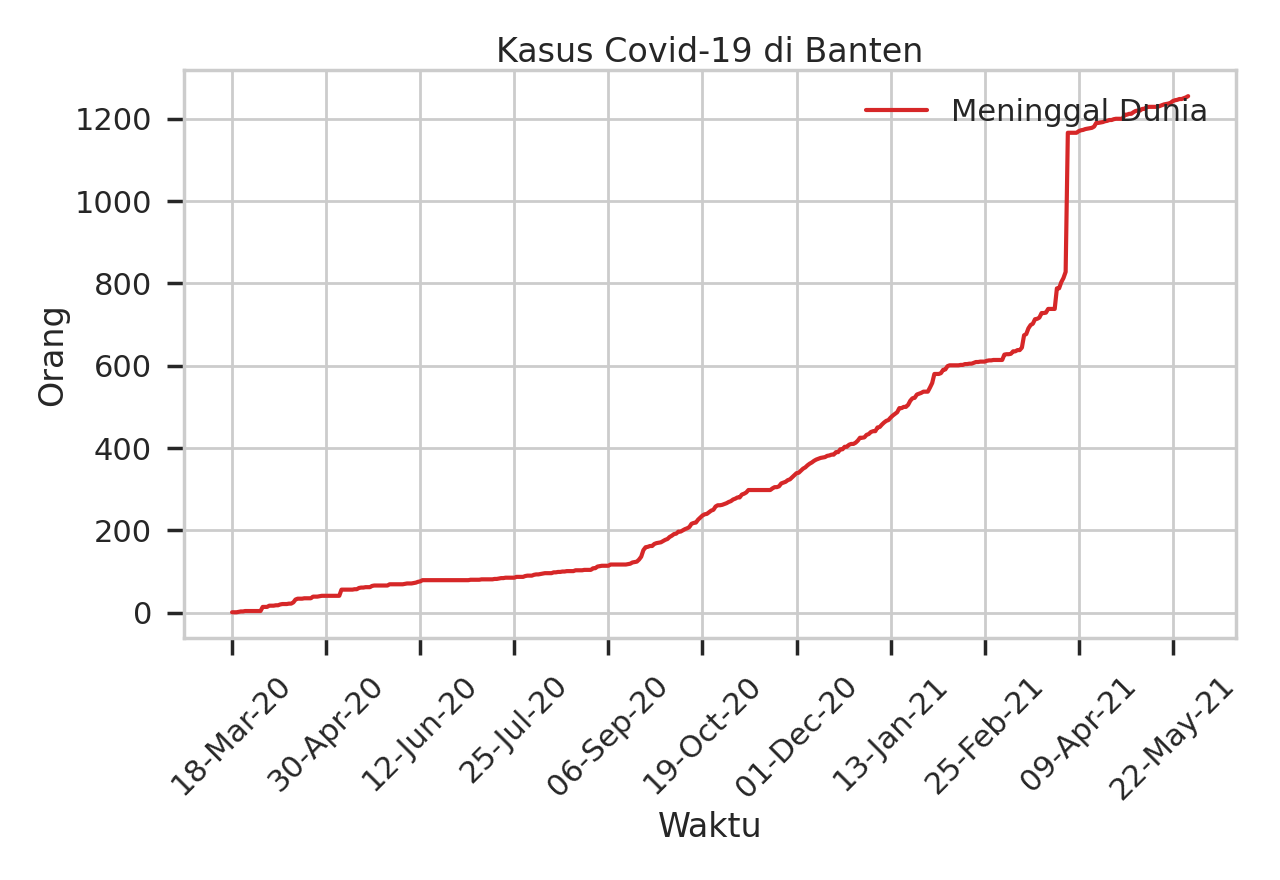 Kasus Covid-19 di Banten
Meninggal Dunia
1200
1000
800
600
400
200
0
Orang
18-Mar-20
30-Apr-20
12-Jun-20
25-Jul-20
06-Sep-20
19-Oct-20
01-Dec-20
13-Jan-21
25-Feb-21
09-Apr-21
22-May-21
Waktu